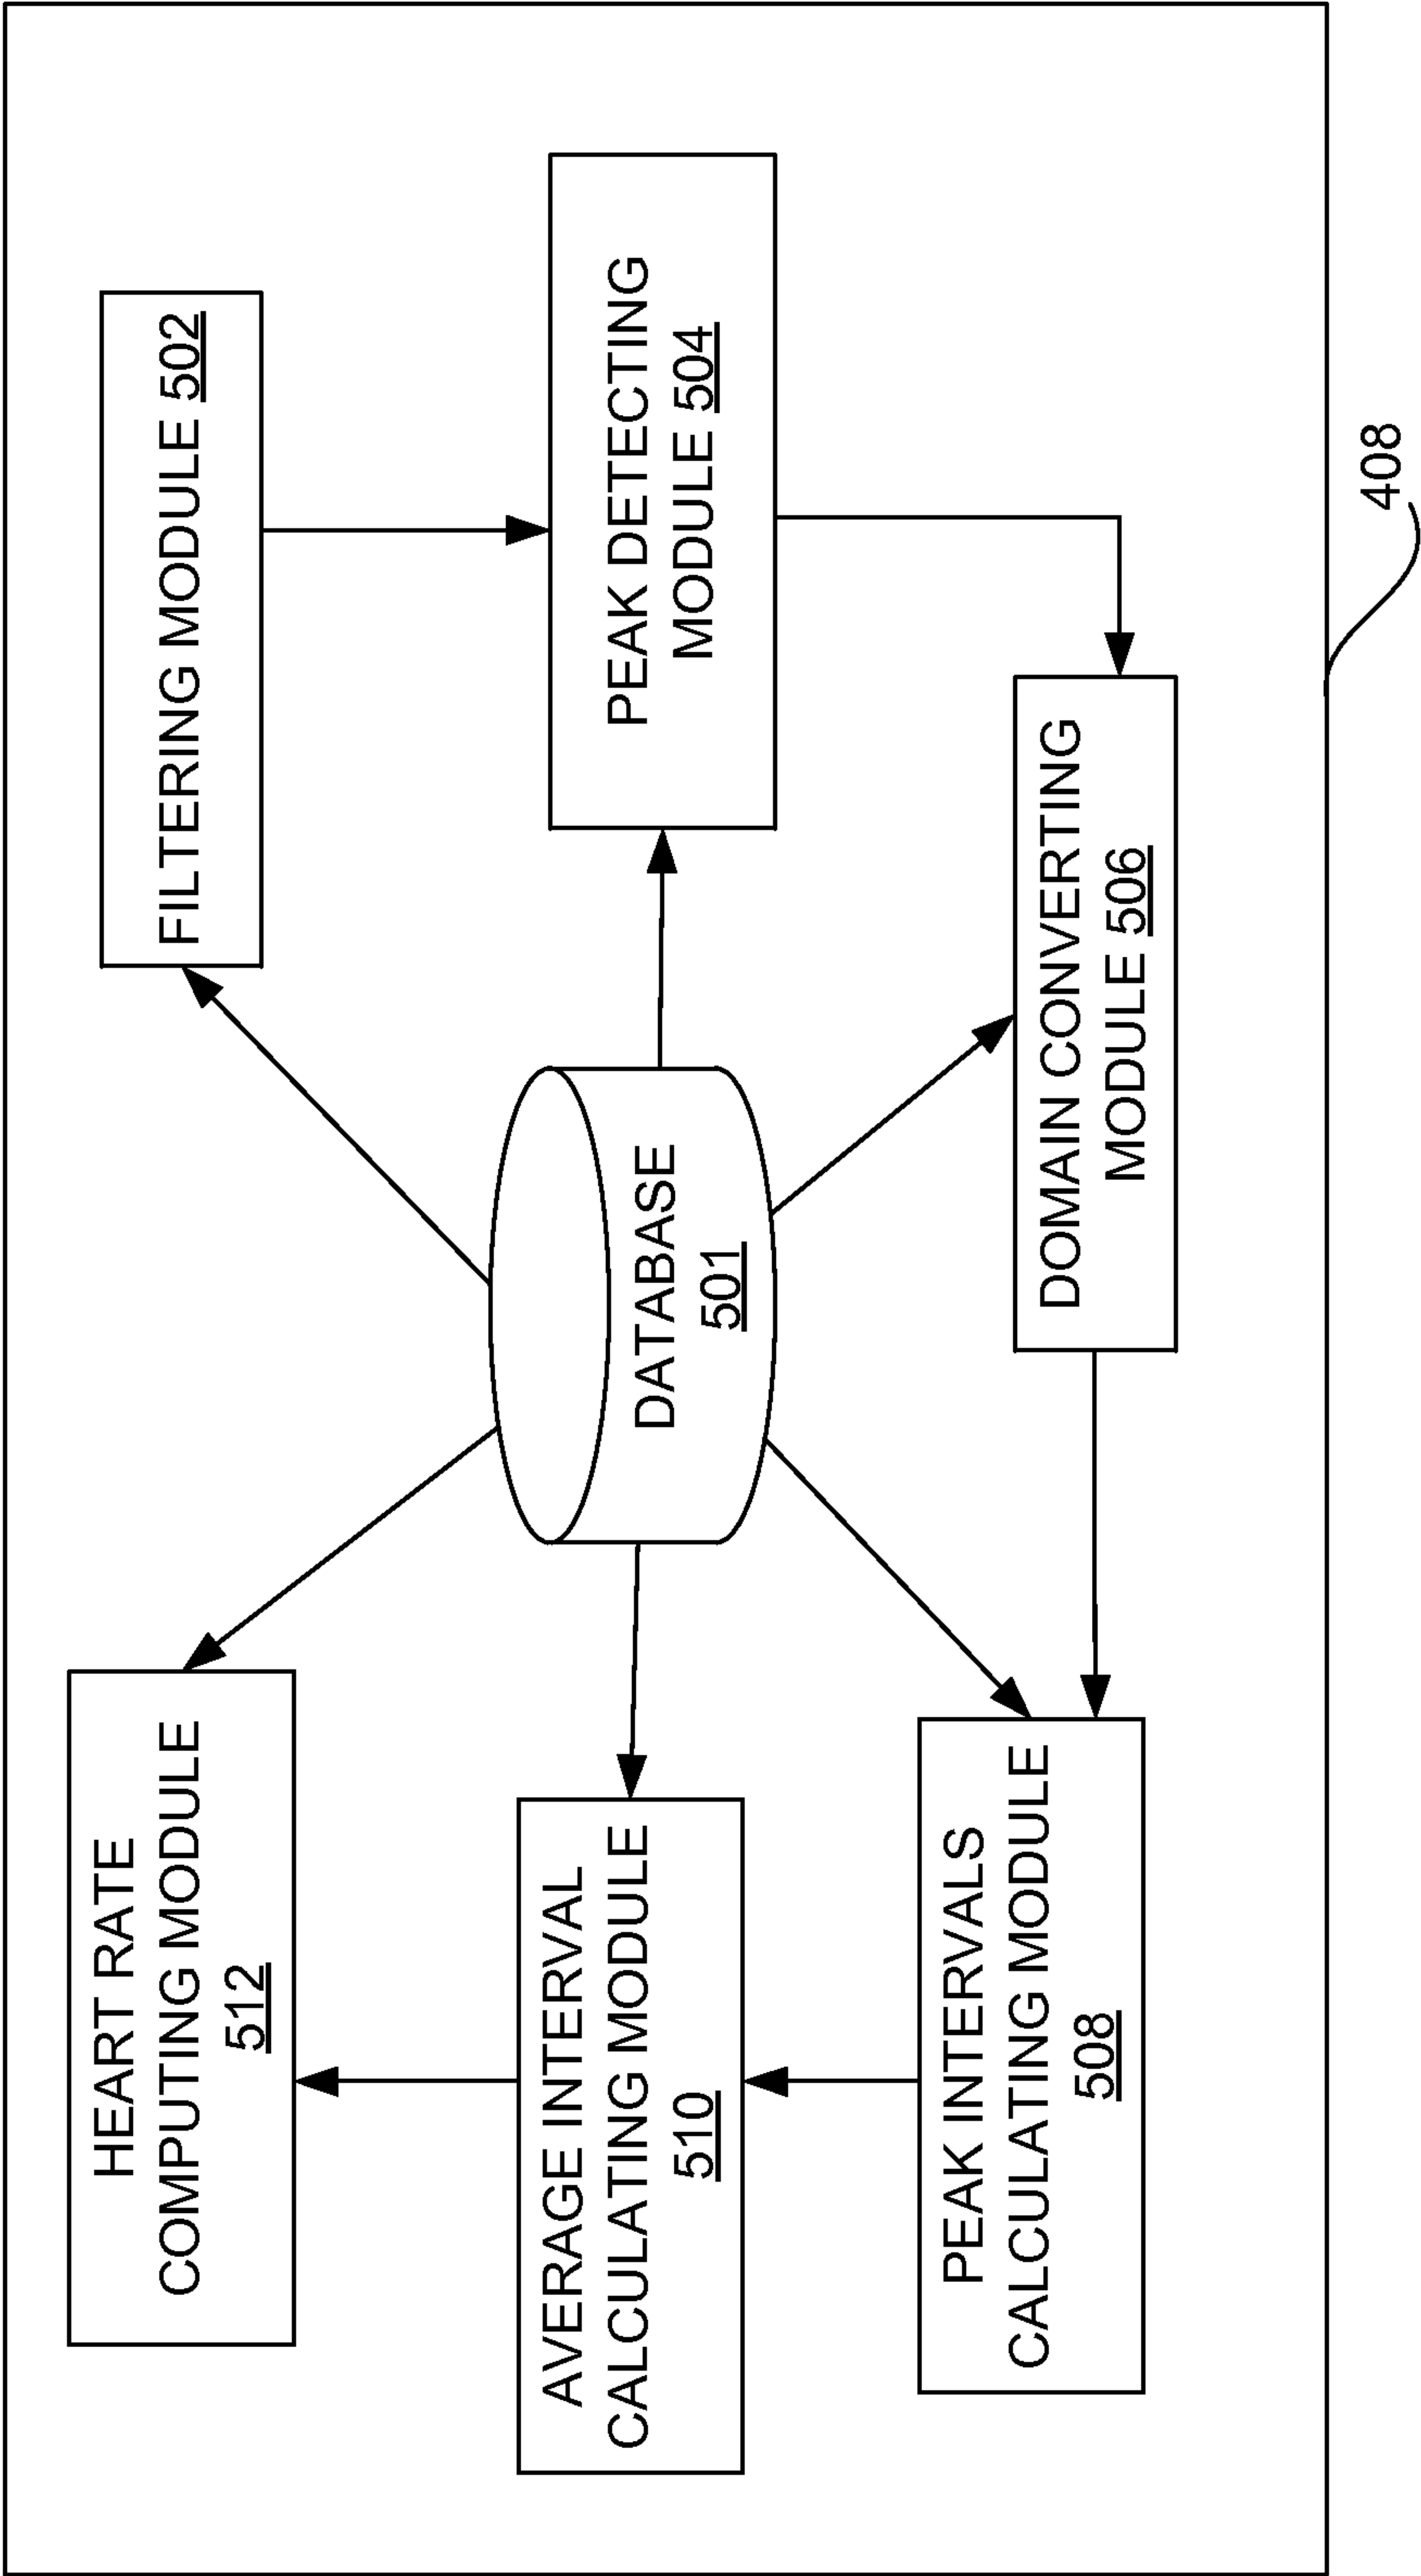 HEART RATE
COMPUTING MODULE
512
FILTERING MODULE 502
AVERAGE INTERVAL
CALCULATING MODULE
510
DATABASE
501
PEAK DETECTING
MODULE 504
PEAK INTERVALS
CALCULATING MODULE
508
DOMAIN CONVERTING
MODULE 506
408